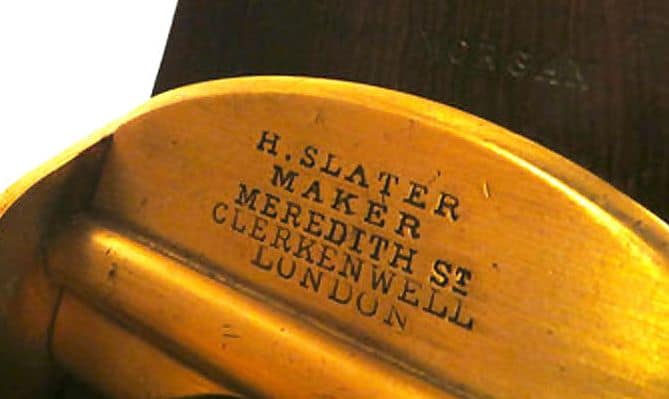 H. SLATER
MAKER
MEREDITH ST
CLERKENWELL
LONDON